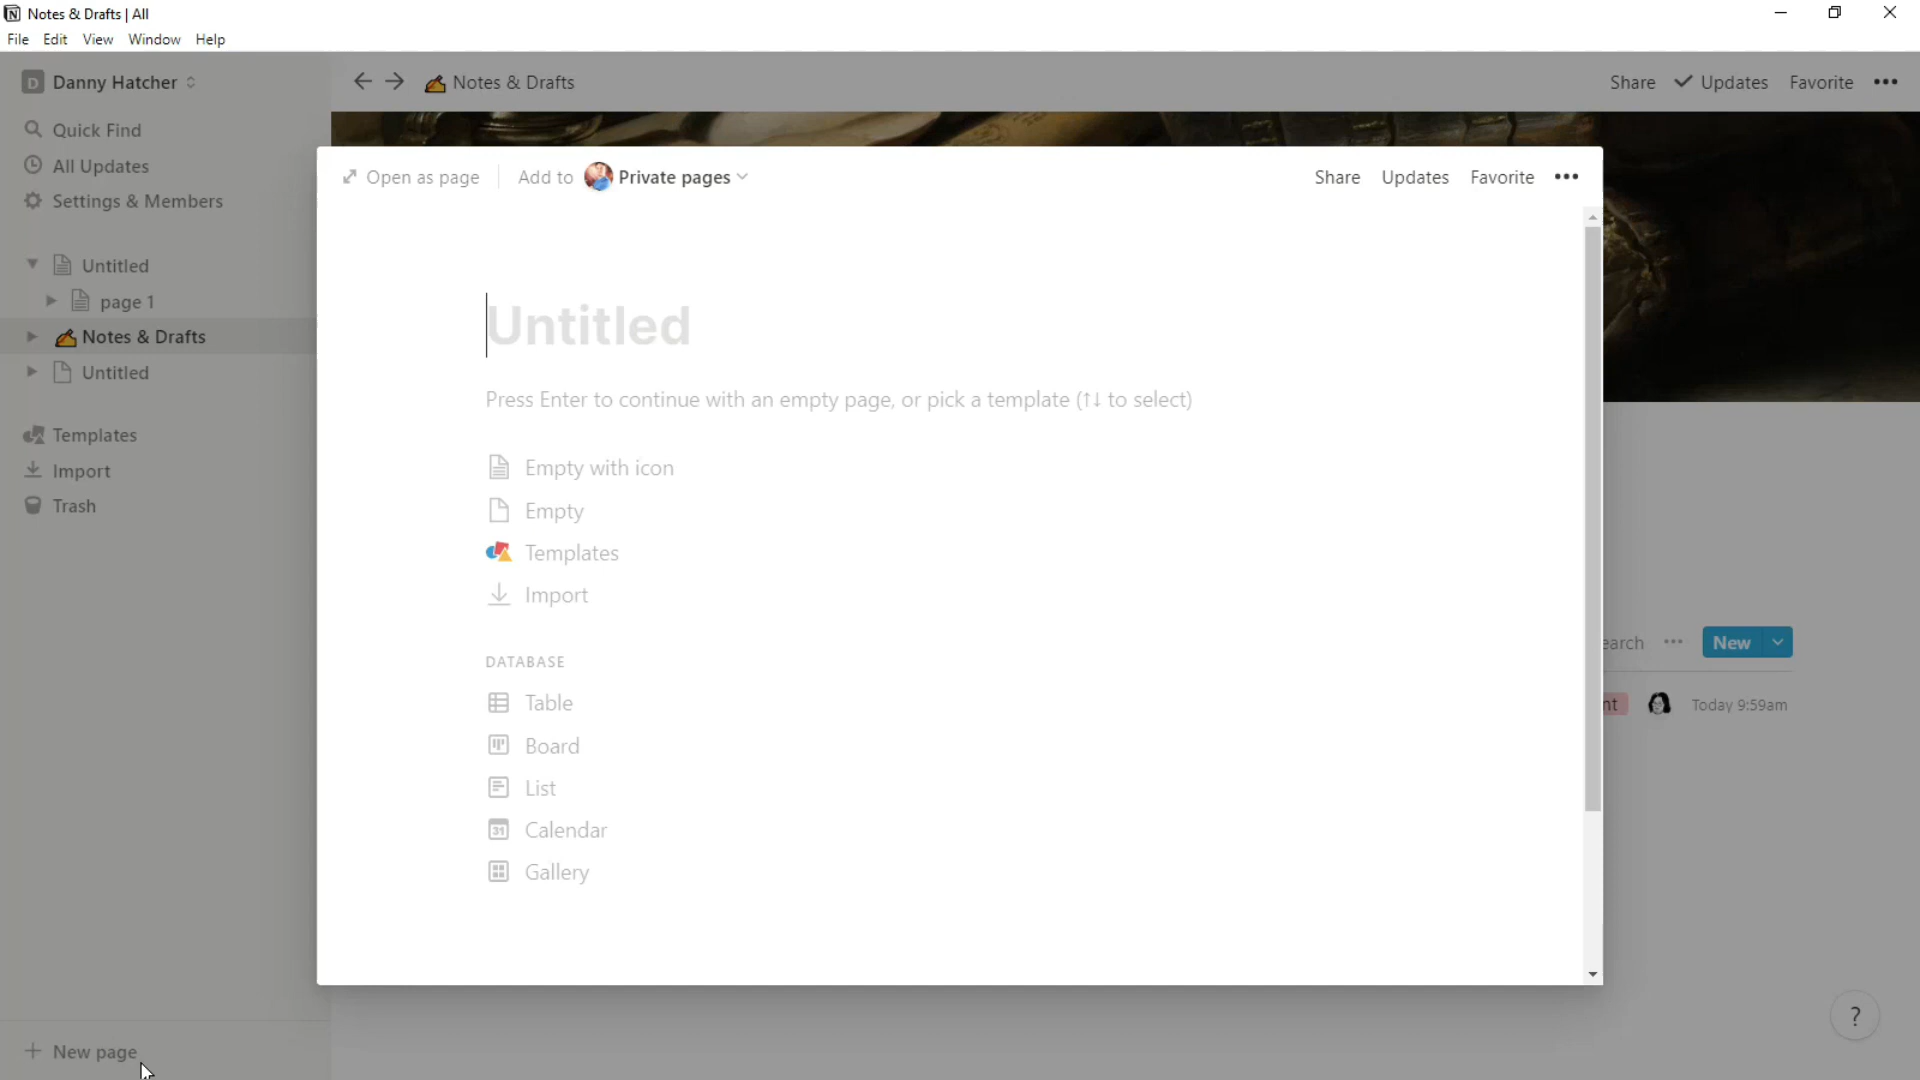 Notes & Drafts | All
File Edit View Window Help
D Danny Hatcher
Notes & Drafts
Share Updates Favorite
Quick Find
All Updates
Settings & Members
Untitled
page 1
Notes & Drafts
Untitled
Templates
Import
Trash
New page
Open as page
Add to Private pages
Share Updates Favorite
Untitled
Press Enter to continue with an empty page, or pick a template (↑↓ to select)
Empty with icon
Empty
Templates
Import
DATABASE
Table
Board
31
List
Calendar
Gallery
earch ••• New
nt Today 9:59am
?